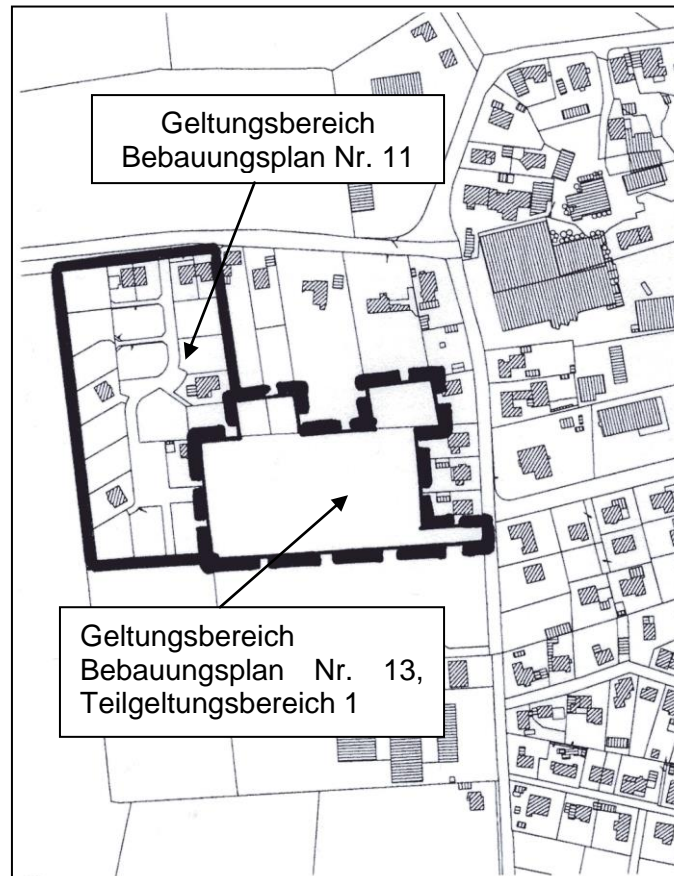 Geltungsbereich
Bebauungsplan Nr. 11
Geltungsbereich
Bebauungsplan Nr. 13,
Teilgeltungsbereich 1